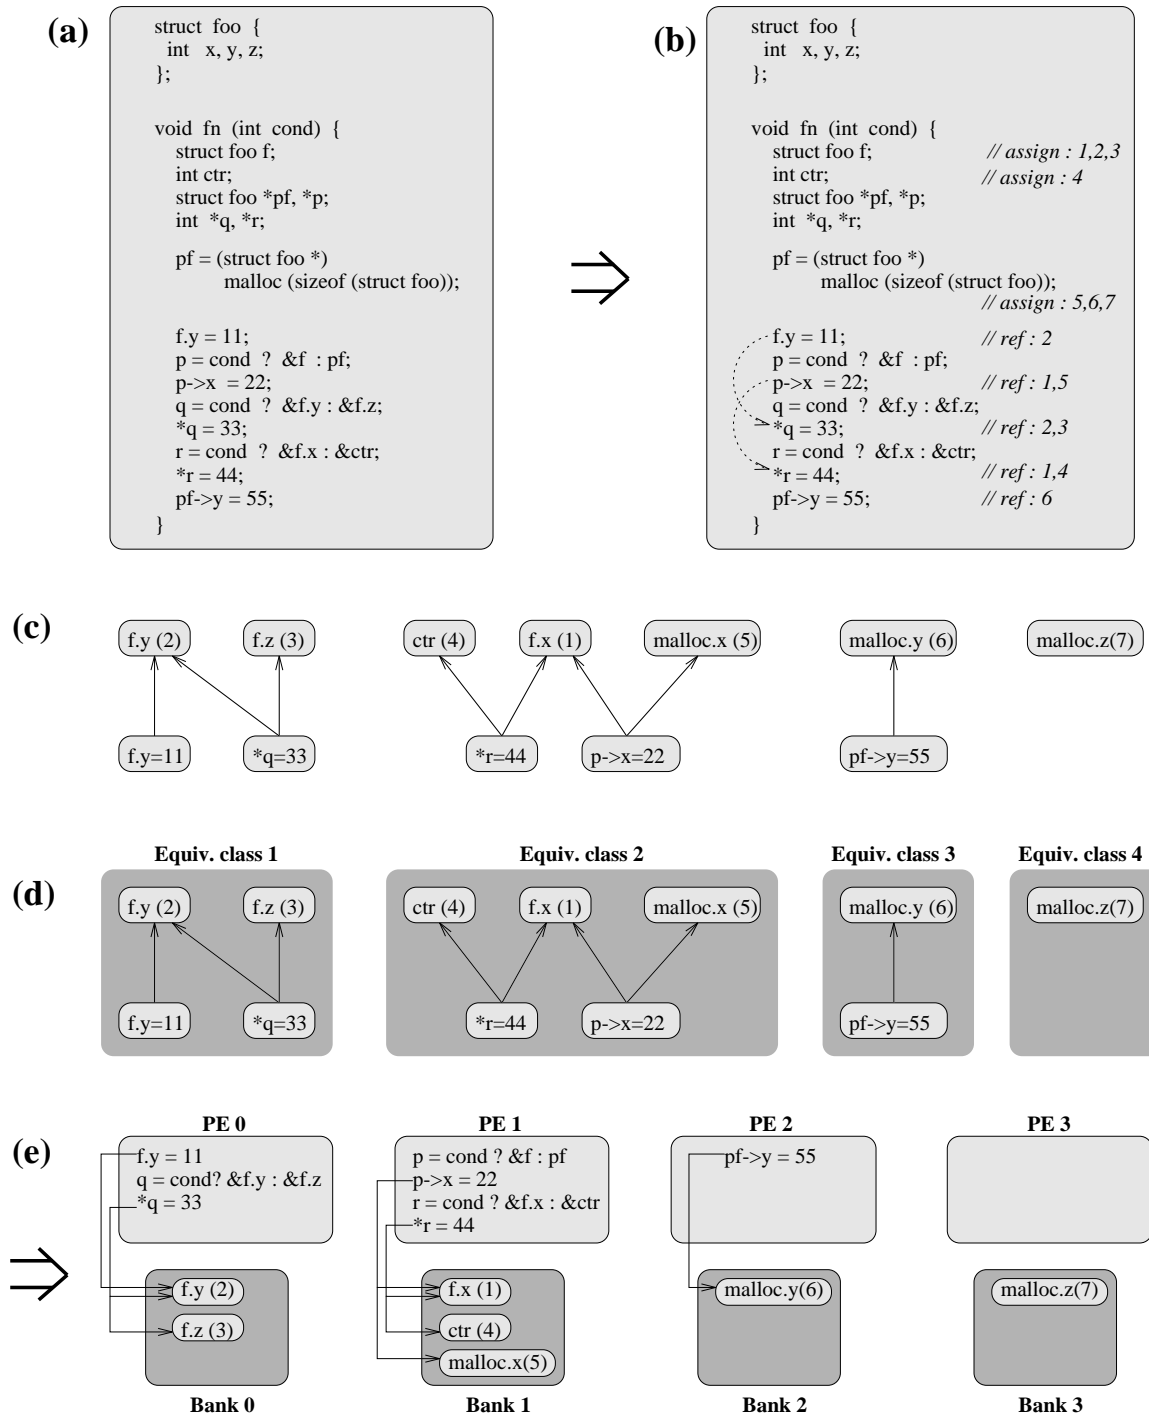 (a)
struct foo {
int x, y, z;
};
void fn (int cond) {
struct foo f;
int ctr;
struct foo *pf, *p;
int *q, *r;
pf = (struct foo *)
malloc (sizeof (struct foo));
f.y = 11;
p = cond ? &f : pf;
p->x = 22;
q = cond ? &f.y : &f.z;
*q = 33;
r = cond ? &f.x : &ctr;
*r = 44;
pf->y = 55;
}
(b)
struct foo {
int x, y, z;
};
void fn (int cond) {
struct foo f; // assign : 1,2,3
int ctr; // assign : 4
struct foo *pf, *p;
int *q, *r;
pf = (struct foo *)
malloc (sizeof (struct foo));
// assign : 5,6,7
f.y = 11; // ref : 2
p = cond ? &f : pf;
p->x = 22; // ref : 1,5
q = cond ? &f.y : &f.z;
*q = 33; // ref : 2,3
r = cond ? &f.x : &ctr;
*r = 44; // ref : 1,4
pf->y = 55; // ref : 6
}
(c)
f.y (2) f.z (3) ctr (4) f.x (1) malloc.x (5) malloc.y (6) malloc.z(7)
f.y=11 *q=33 *r=44 p->x=22 pf->y=55
Equiv. class 1 Equiv. class 2 Equiv. class 3 Equiv. class 4
(d)
f.y (2) f.z (3) ctr (4) f.x (1) malloc.x (5) malloc.y (6) malloc.z(7)
f.y=11 *q=33 *r=44 p->x=22 pf->y=55
(e)
PE 0
f.y = 11
q = cond? &f.y : &f.z
*q = 33
f.y (2)
f.z (3)
Bank 0
PE 1
p = cond ? &f : pf
p->x = 22
r = cond ? &f.x : &ctr
*r = 44
f.x (1)
ctr (4)
malloc.x(5)
Bank 1
PE 2
pf->y = 55
malloc.y(6)
Bank 2
PE 3
malloc.z(7)
Bank 3